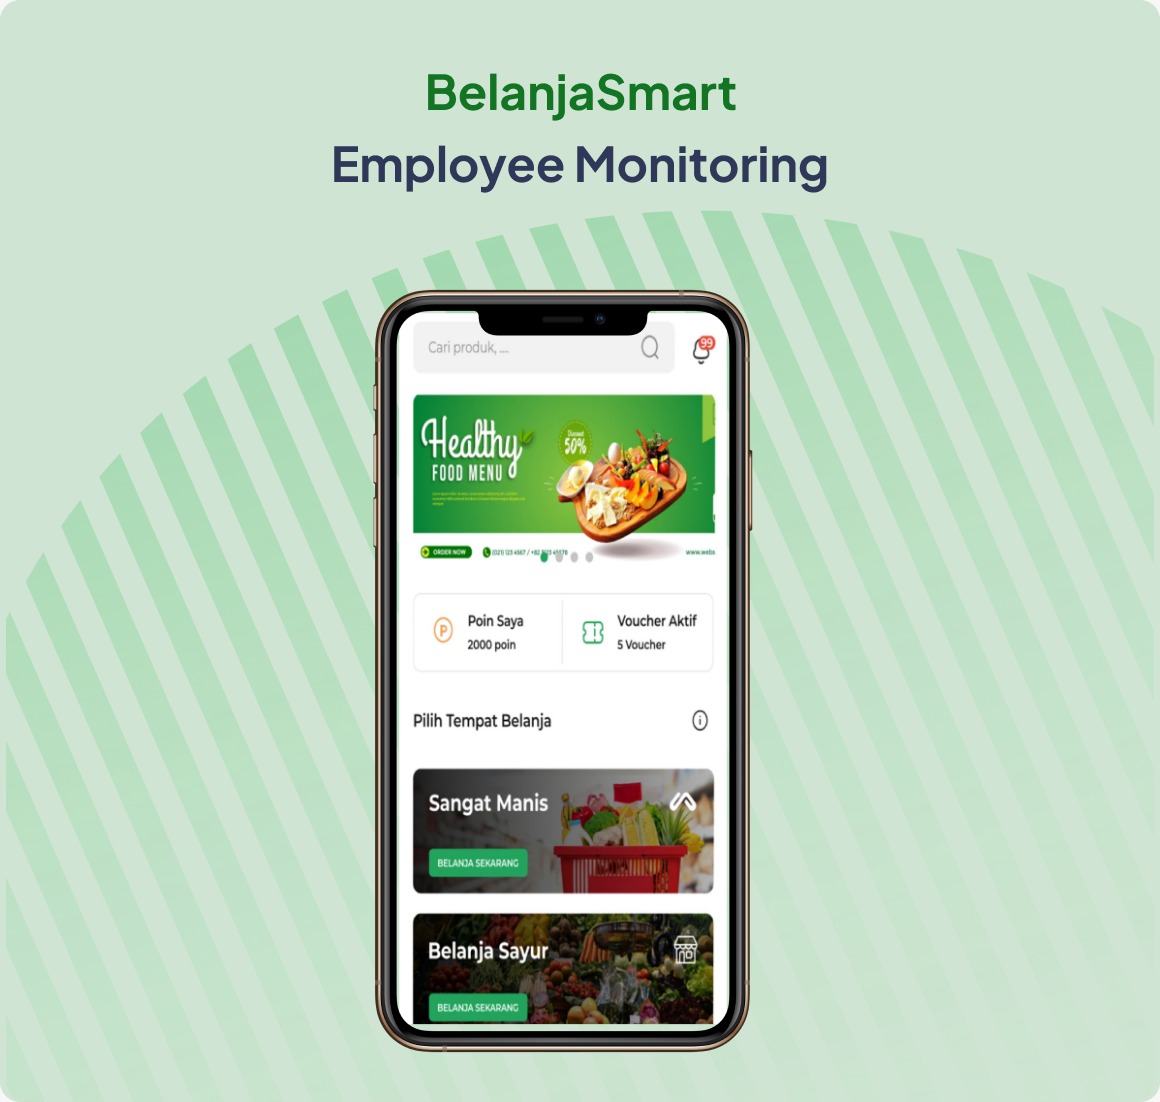 BelanjaSmart
Employee Monitoring
Cari produk, ...
99
Healthy
FOOD MENU
Discount
50%
ORDER NOW
(021) 123 4567 / +62
www.webs
Poin Saya
2000 poin
Voucher Aktif
5 Voucher
Pilih Tempat Belanja
Sangat Manis
BELANJA SEKARANG
Belanja Sayur
BELANJA SEKARANG